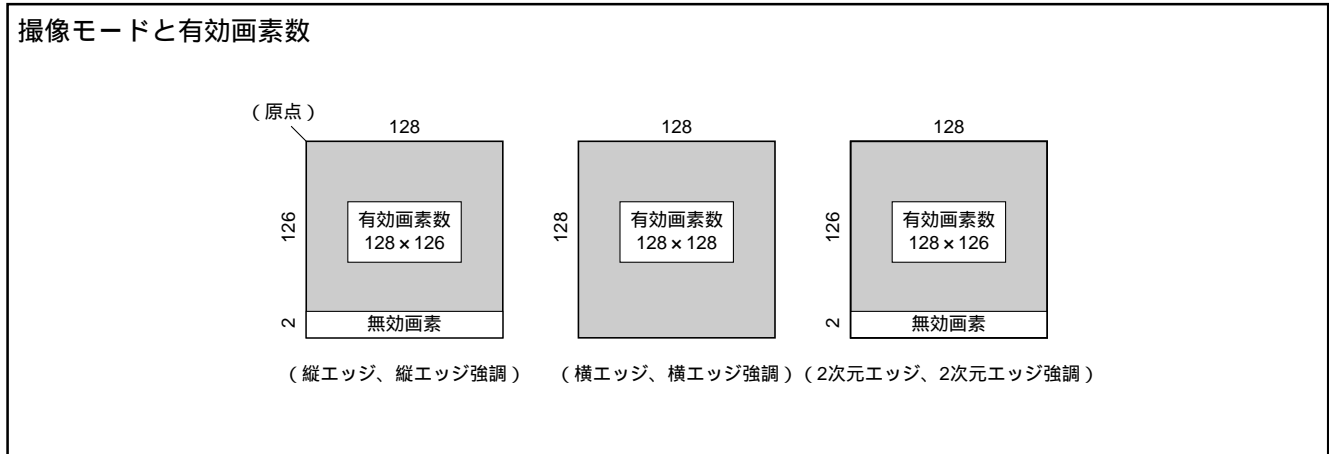 撮像モードと有効画素数
（原点）
128
126
有効画素数
128×126
2
無効画素
（縦エッジ、縦エッジ強調）
128
128
有効画素数
128×128
（横エッジ、横エッジ強調）
128
126
有効画素数
128×126
2
無効画素
（2次元エッジ、2次元エッジ強調）